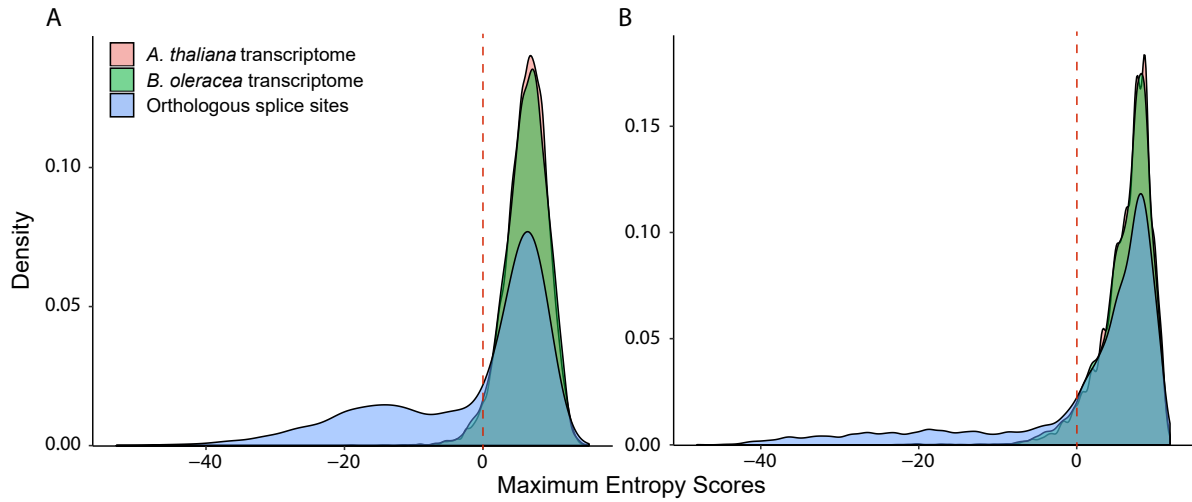 A
B
A. thaliana transcriptome
B. oleracea transcriptome
Orthologous splice sites
0.15
0.10
0.10
0.05
0.05
0.00
0.00
Density
−40
−20
0
−40
−20
0
Maximum Entropy Scores